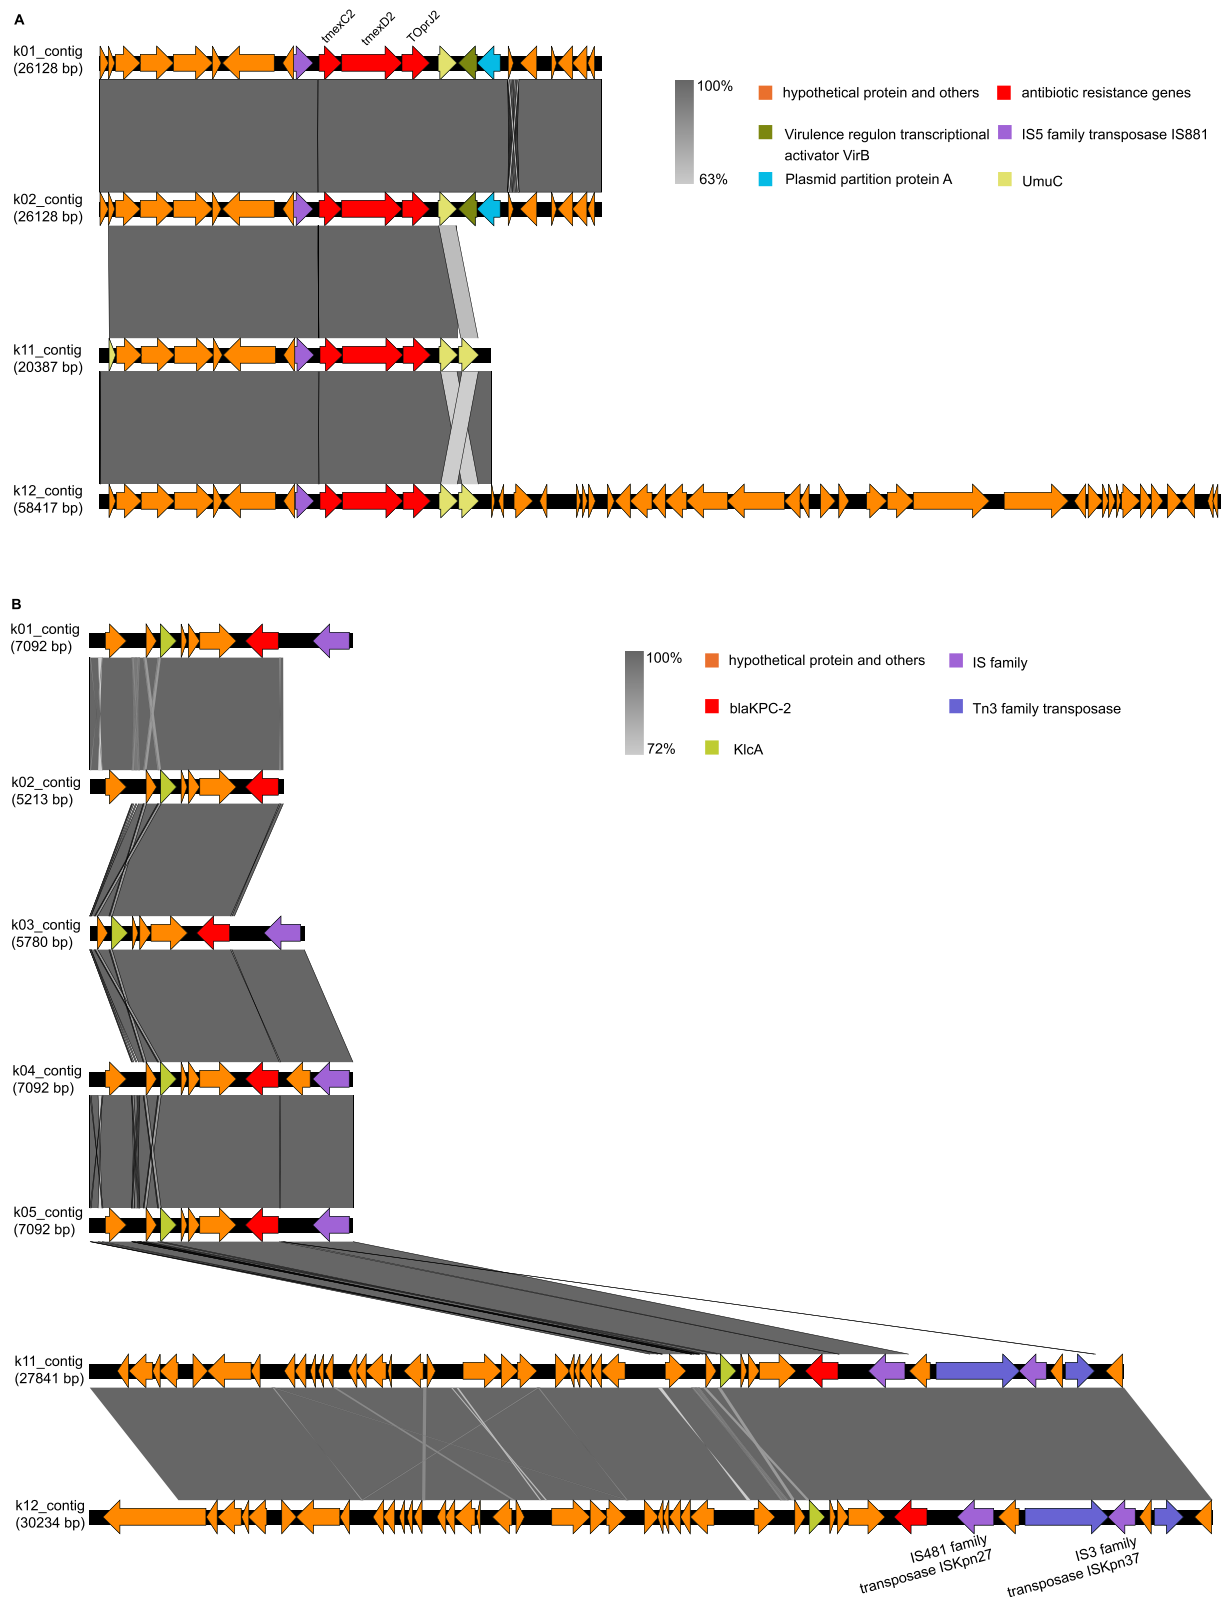 A
tmexC2
tmexD2
TOprJ2
k01_contig
(26128 bp)
k02_contig
(26128 bp)
k11_contig
(20387 bp)
k12_contig
(58417 bp)
100%
63%
hypothetical protein and others
antibiotic resistance genes
Virulence regulon transcriptional
activator VirB
IS5 family transposase IS881
Plasmid partition protein A
UmuC
B
k01_contig
(7092 bp)
k02_contig
(5213 bp)
k03_contig
(5780 bp)
k04_contig
(7092 bp)
k05_contig
(7092 bp)
k11_contig
(27841 bp)
k12_contig
(30234 bp)
100%
72%
hypothetical protein and others
IS family
blaKPC-2
Tn3 family transposase
KlcA
IS481 family
transposase ISKpn27
IS3 family
transposase ISKpn37